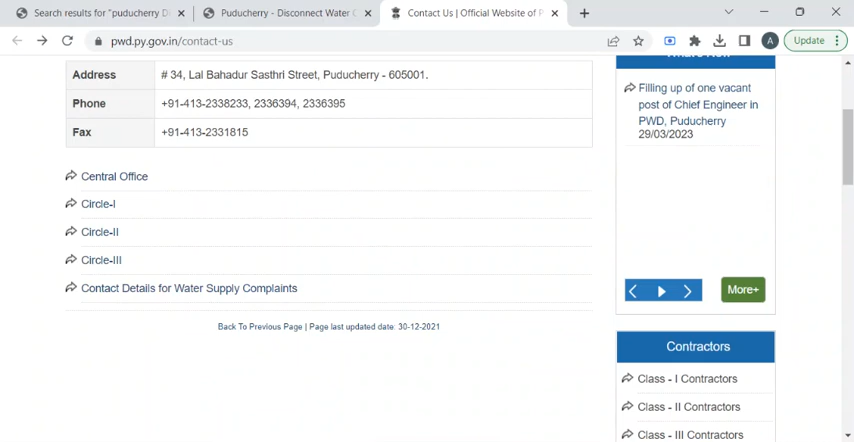 Search results for "puducherry D
Puducherry - Disconnect Water C
Contact Us | Official Website of P
pwd.py.gov.in/contact-us
A
Update
Address # 34, Lal Bahadur Sasthri Street, Puducherry - 605001.
Phone +91-413-2338233, 2336394, 2336395
Fax +91-413-2331815
Central Office
Circle-I
Circle-II
Circle-III
Contact Details for Water Supply Complaints
Back To Previous Page | Page last updated date: 30-12-2021
Filling up of one vacant
post of Chief Engineer in
PWD, Puducherry
29/03/2023
More+
Contractors
Class - I Contractors
Class - II Contractors
Class - III Contractors